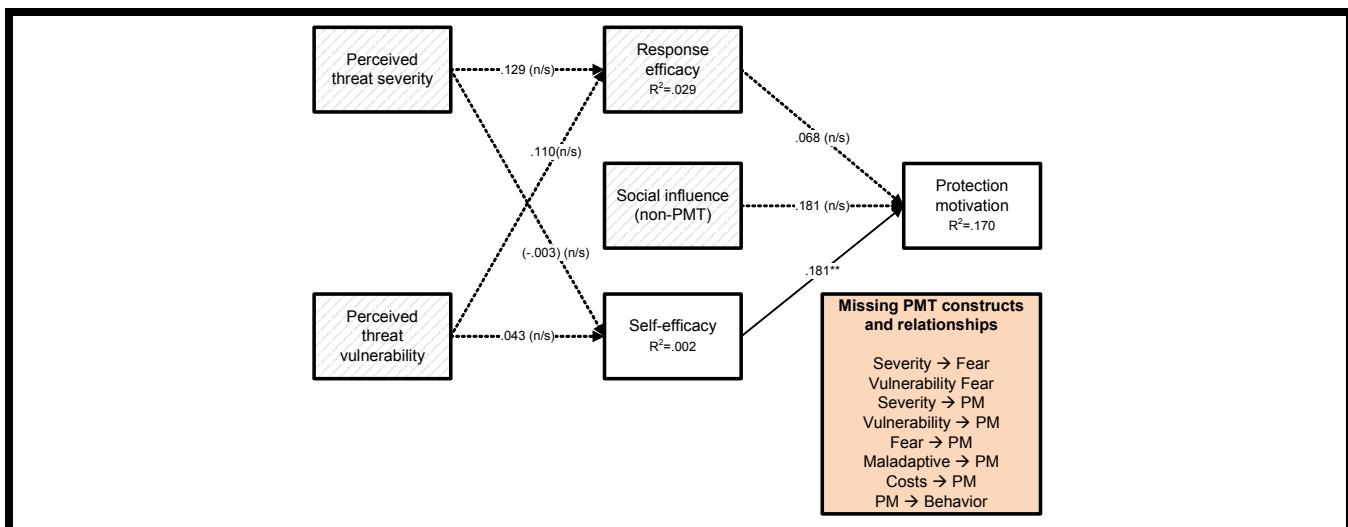 Perceived
threat severity
.129 (n/s)
Response
efficacy
R²=.029
.068 (n/s)
.110(n/s)
Social influence
(non-PMT)
.181 (n/s)
Protection
motivation
R²=.170
(-.003) (n/s)
.181**
Perceived
threat
vulnerability
.043 (n/s)
Self-efficacy
R²=.002
Missing PMT constructs
and relationships
Severity → Fear
Vulnerability Fear
Severity → PM
Vulnerability → PM
Fear → PM
Maladaptive → PM
Costs → PM
PM → Behavior